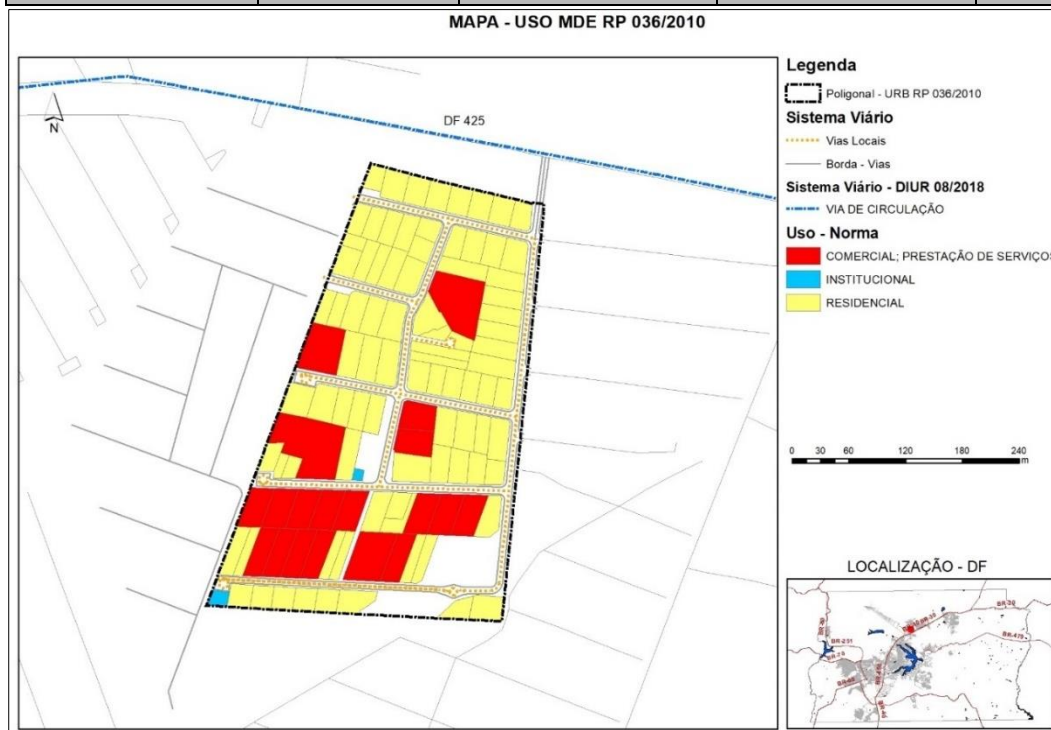 MAPA - USO MDE RP 036/2010
DF 425
N
Legenda
Poligonal - URB RP 036/2010
Sistema Viário
Vias Locais
Borda - Vias
Sistema Viário - DIUR 08/2018
VIA DE CIRCULAÇÃO
Uso - Norma
COMERCIAL; PRESTAÇÃO DE SERVIÇOS
INSTITUCIONAL
RESIDENCIAL
0 30 60 120 180 240
m
LOCALIZAÇÃO - DF
BR-251